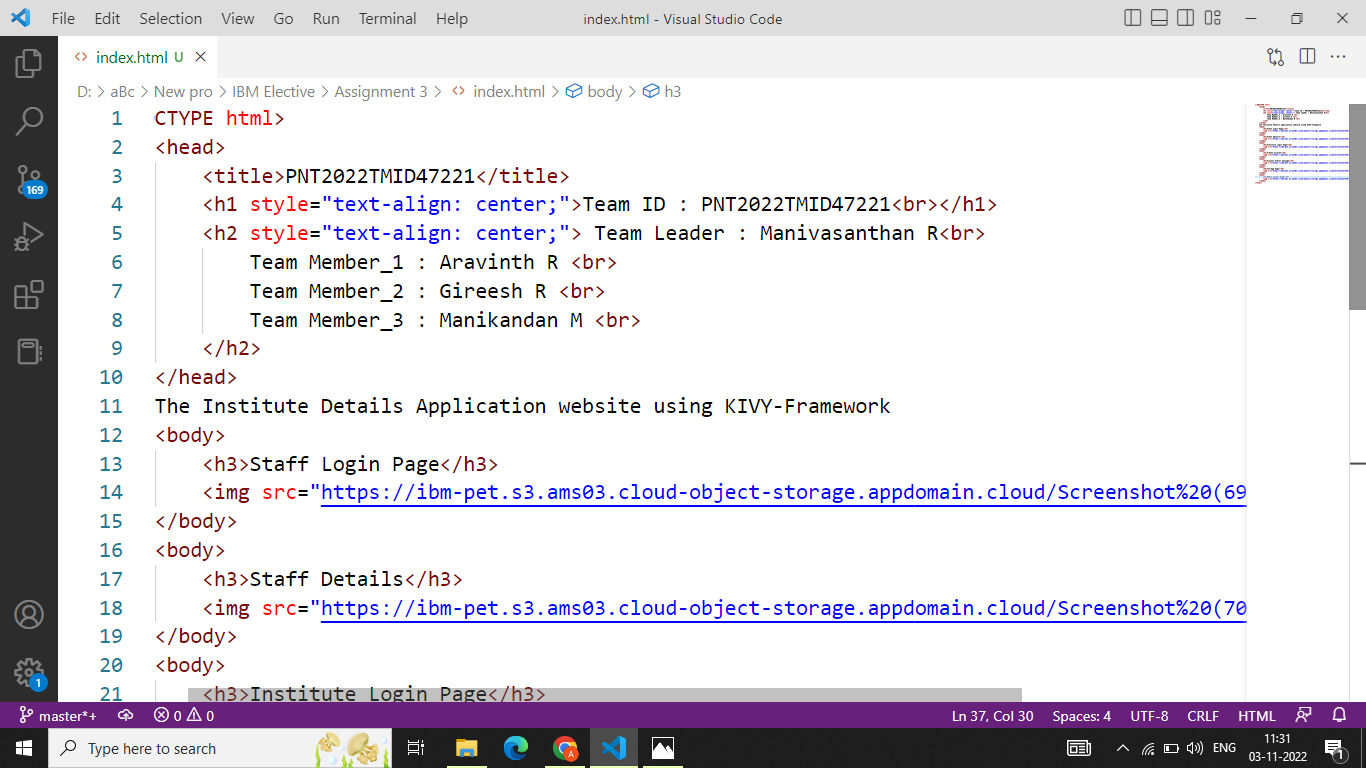 File Edit Selection View Go Run Terminal Help index.html - Visual Studio Code
index.html U
D: > aBc > New pro > IBM Elective > Assignment 3 > index.html > body > h3
1 CTYPE html>
2 <head>
3 <title>PNT2022TMID47221</title>
4 <h1 style="text-align: center;">Team ID : PNT2022TMID47221<br></h1>
5 <h2 style="text-align: center;"> Team Leader : Manivasanthan R<br>
6 Team Member_1 : Aravinth R <br>
7 Team Member_2 : Gireesh R <br>
8 Team Member_3 : Manikandan M <br>
9 </h2>
10 </head>
11 The Institute Details Application website using KIVY-Framework
12 <body>
13 <h3>Staff Login Page</h3>
14 <img src="https://ibm-pet.s3.ams03.cloud-object-storage.appdomain.cloud/Screenshot%20(69
15 </body>
16 <body>
17 <h3>Staff Details</h3>
18 <img src="https://ibm-pet.s3.ams03.cloud-object-storage.appdomain.cloud/Screenshot%20(70
19 </body>
20 <body>
21 <h3>Institute Login Page</h3>
169
1
master*+ 0 0 Ln 37, Col 30 Spaces: 4 UTF-8 CRLF HTML
Type here to search ENG 11:31
03-11-2022 1